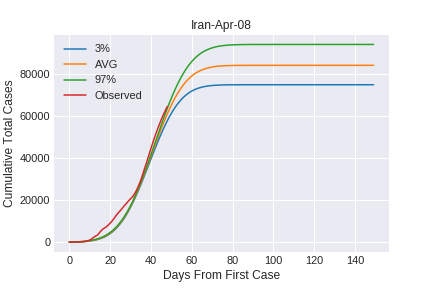 Iran-Apr-08
3%
AVG
97%
Observed
Cumulative Total Cases
80000
60000
40000
20000
0
0 20 40 60 80 100 120 140
Days From First Case